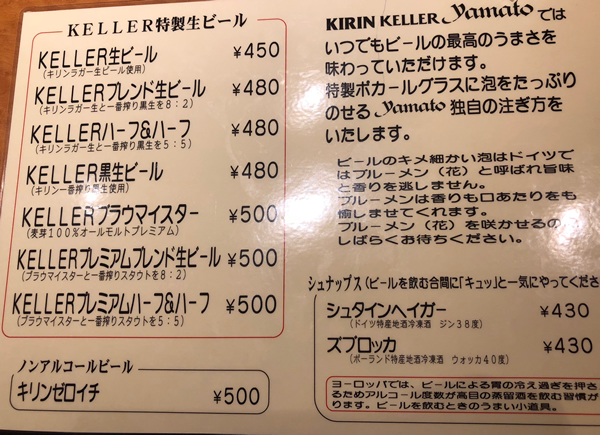 KELLER特製生ビール
KELLER生ビール ¥450
(キリンラガー生ビール使用)
KELLERブレンド生ビール ¥480
(キリンラガー生と一番搾り黒生を8:2)
KELLERハーフ&ハーフ ¥480
(キリンラガー生と一番搾り黒生を5:5)
KELLER黒生ビール ¥480
(キリン一番搾り黒生使用)
KELLERブラウマイスター ¥500
(麦芽100%オールモルトプレミアム)
KELLERプレミアムブレンド生ビール ¥500
(ブラウマイスターと一番搾りスタウトを8:2)
KELLERプレミアムハーフ&ハーフ ¥500
(ブラウマイスターと一番搾りスタウトを5:5)
ノンアルコールビール
キリンゼロイチ ¥500
KIRIN KELLER yamato では
いつでもビールの最高のうまさを
味わっていただけます。
特製ボカールグラスに泡をたっぷり
のせる yamato 独自の注ぎ方を
いたします。
ビールのキメ細かい泡はドイツで
はブルーメン(花)と呼ばれ旨味
と香りを逃しません。
ブルーメンは香りも口あたりをも
愉しませてくれます。
ブルーメン(花)を咲かせるの
しばらくお待ちください。
シュナップス(ビールを飲む合間に「キュッ」と一気にやってくださ
シュタインヘイガー ¥430
(ドイツ特産地酒冷凍酒 ジン38度)
ズブロッカ ¥430
(ポーランド特産地酒冷凍酒 ウォッカ40度)
ヨーロッパでは、ビールによる胃の冷え過ぎを押さ
るためアルコール度数が高目の蒸留酒を飲む習慣が
ります。ビールを飲むときのうまい小道具。